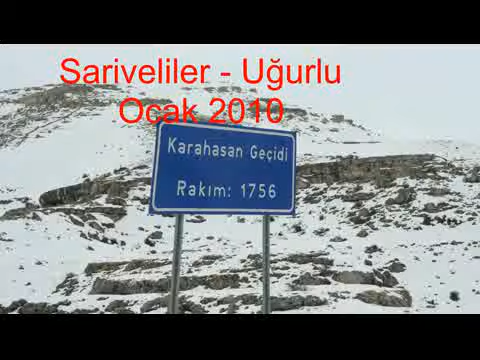 Sariveliler - Uğurlu
Ocak 2010
Karahasan Geçidi
Rakım: 1756